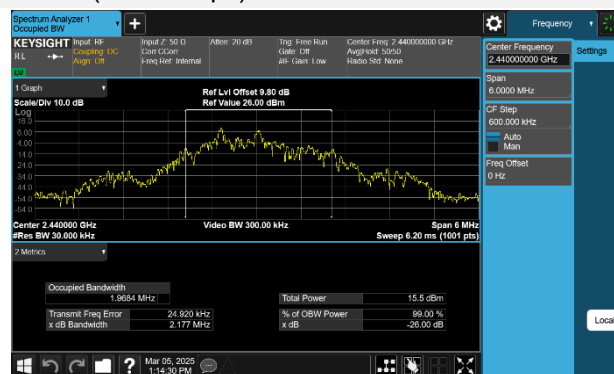 Spectrum Analyzer 1
Occupied BW
Frequency
KEYSIGHT
R L
LV
Input: RF
Coupling: DC
Align: Off
Input Z: 50 Ω
Corr CCorr
Freq Ref: Internal
Atten: 20 dB
Trig: Free Run
Gate: Off
#IF Gain: Low
Center Freq: 2.440000000 GHz
Avg|Hold: 50/50
Radio Std: None
Center Frequency
2.440000000 GHz
Settings
Span
6.0000 MHz
CF Step
600.000 kHz
Auto
Man
Freq Offset
0 Hz
Local
1 Graph
Scale/Div 10.0 dB
Ref Lvl Offset 9.80 dB
Ref Value 26.00 dBm
Log
16.0
6.00
-4.00
-14.0
-24.0
-34.0
-44.0
-54.0
-64.0
Center 2.440000 GHz
#Res BW 30.000 kHz
Video BW 300.00 kHz
Span 6 MHz
Sweep 6.20 ms (1001 pts)
2 Metrics
Occupied Bandwidth
1.9684 MHz
Total Power 15.5 dBm
Transmit Freq Error 24.920 kHz
% of OBW Power 99.00 %
x dB Bandwidth 2.177 MHz
x dB -26.00 dB
?
Mar 05, 2025
1:14:30 PM